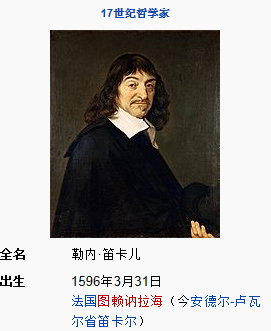 17世纪哲学家
全名 勒内·笛卡儿
出生 1596年3月31日
法国图赖讷拉海（今安德尔-卢瓦
尔省笛卡尔）